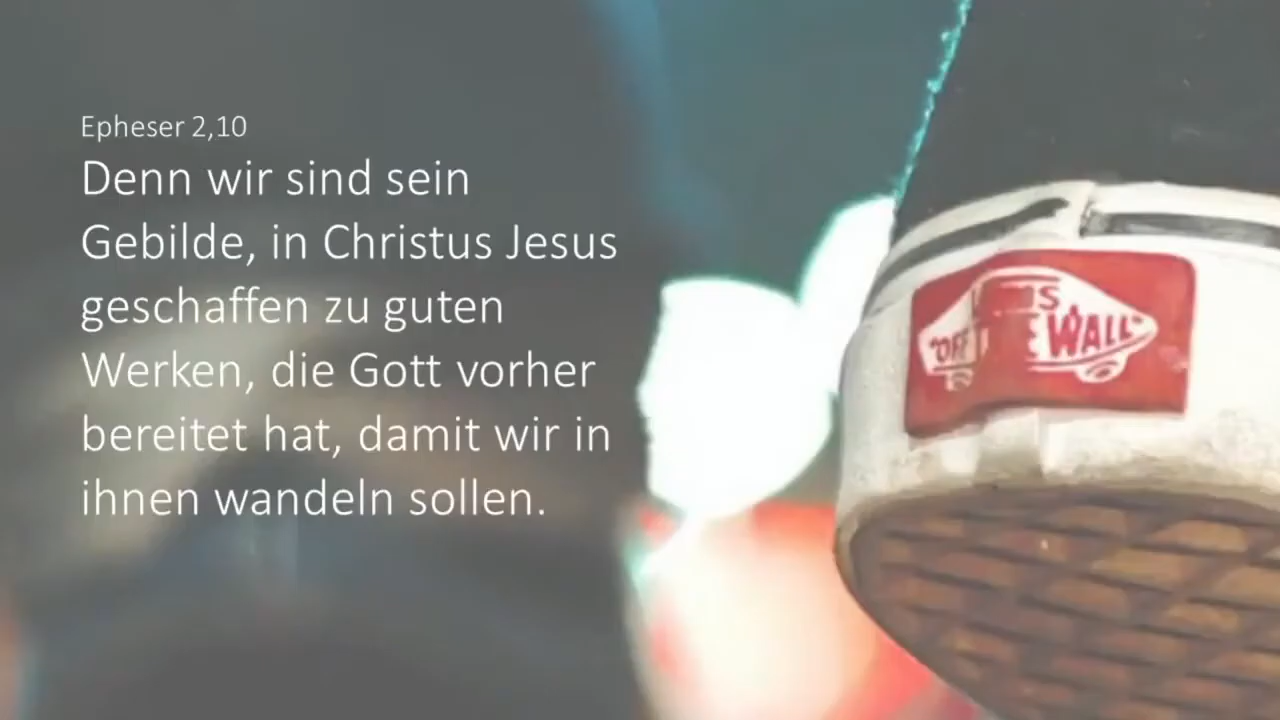 Epheser 2,10
Denn wir sind sein
Gebilde, in Christus Jesus
geschaffen zu guten
Werken, die Gott vorher
bereitet hat, damit wir in
ihnen wandeln sollen.
"OFF
WALL"